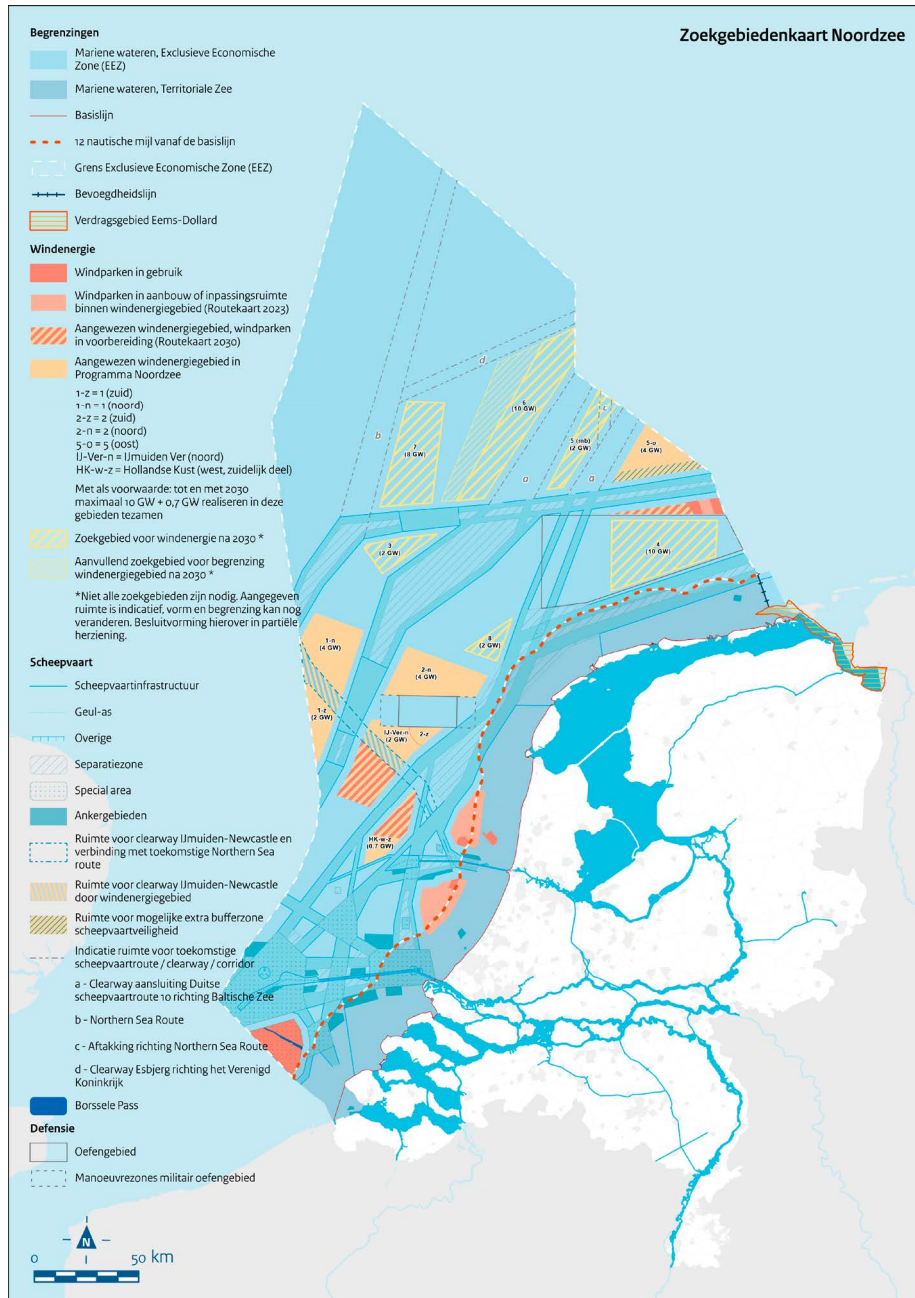 Zoekgebiedenkaart Noordzee
Begrenzingen
Mariene wateren, Exclusieve Economische
Zone (EEZ)
Mariene wateren, Territoriale Zee
Basislijn
12 nautische mijl vanaf de basislijn
Grens Exclusieve Economische Zone (EEZ)
Bevoegdheidslijn
Verdragsgebied Eems-Dollard
Windenergie
Windparken in gebruik
Windparken in aanbouw of inpassingsruimte
binnen windenergiegebied (Routekaart 2023)
Aangewezen windenergiegebied, windparken
in voorbereiding (Routekaart 2030)
Aangewezen windenergiegebied in
Programma Noordzee
1-z = 1 (zuid)
1-n = 1 (noord)
2-z = 2 (zuid)
2-n = 2 (noord)
5-o = 5 (oost)
IJ-Ver-n = IJmuiden Ver (noord)
HK-w-z = Hollandse Kust (west, zuidelijk deel)
Met als voorwaarde: tot en met 2030
maximaal 10 GW + 0,7 GW realiseren in deze
gebieden tezamen
Zoekgebied voor windenergie na 2030 *
Aanvullend zoekgebied voor begrenzing
windenergiegebied na 2030 *
*Niet alle zoekgebieden zijn nodig. Aangegeven
ruimte is indicatief, vorm en begrenzing kan nog
veranderen. Besluitvorming hierover in partiële
herziening.
Scheepvaart
Scheepvaartinfrastructuur
Geul-as
Overige
Separatiezone
Special area
Ankergebieden
Ruimte voor clearway IJmuiden-Newcastle en
verbinding met toekomstige Northern Sea
route
Ruimte voor clearway IJmuiden-Newcastle
door windenergiegebied
Ruimte voor mogelijke extra bufferzone
scheepvaartveiligheid
Indicatie ruimte voor toekomstige
scheepvaartroute / clearway / corridor
a - Clearway aansluiting Duitse
scheepvaartroute 10 richting Baltische Zee
b - Northern Sea Route
c - Aftakking richting Northern Sea Route
d - Clearway Esbjerg richting het Verenigd
Koninkrijk
Borssele Pass
Defensie
Oefengebied
Manoeuvrezones militair oefengebied
N
0
50 km
d
b
c
a
a
6
(10 GW)
7
(8 GW)
5 (mb)
(2 GW)
5-o
(4 GW)
4
(10 GW)
3
(2 GW)
8
(2 GW)
1-n
(4 GW)
2-n
(4 GW)
1-z
(2 GW)
IJ-Ver-n
(2 GW)
2-z
HK-w-z
(0.7 GW)